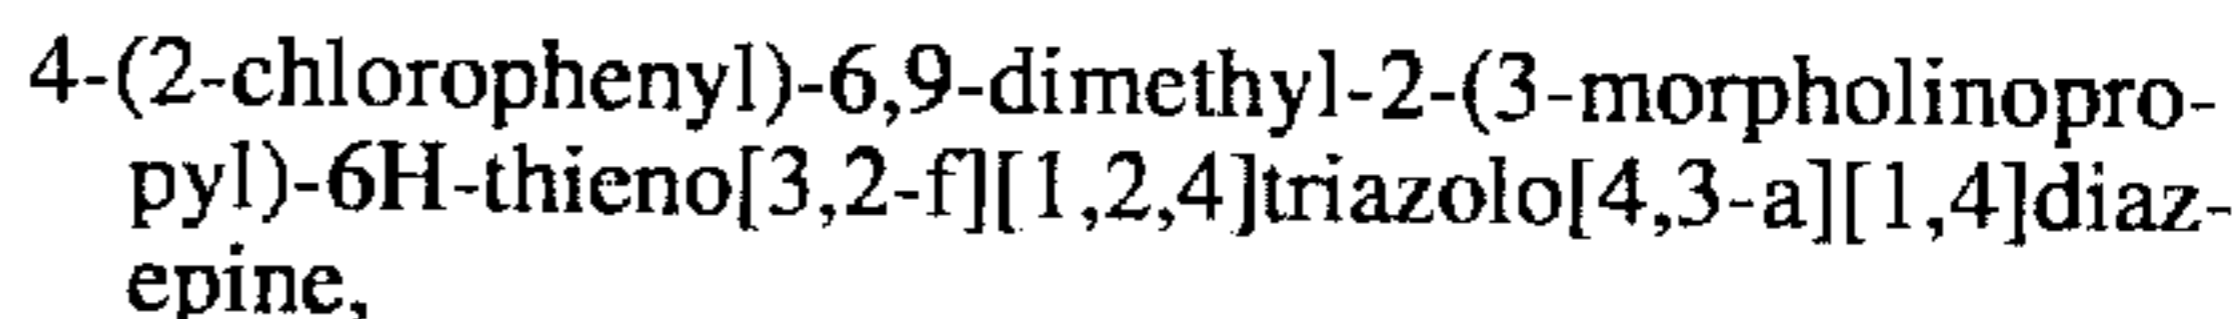 4-(2-chlorophenyl)-6,9-dimethyl-2-(3-morpholinopro-
pyl)-6H-thieno[3,2-f][1,2,4]triazolo[4,3-a][1,4]diaz-
epine,